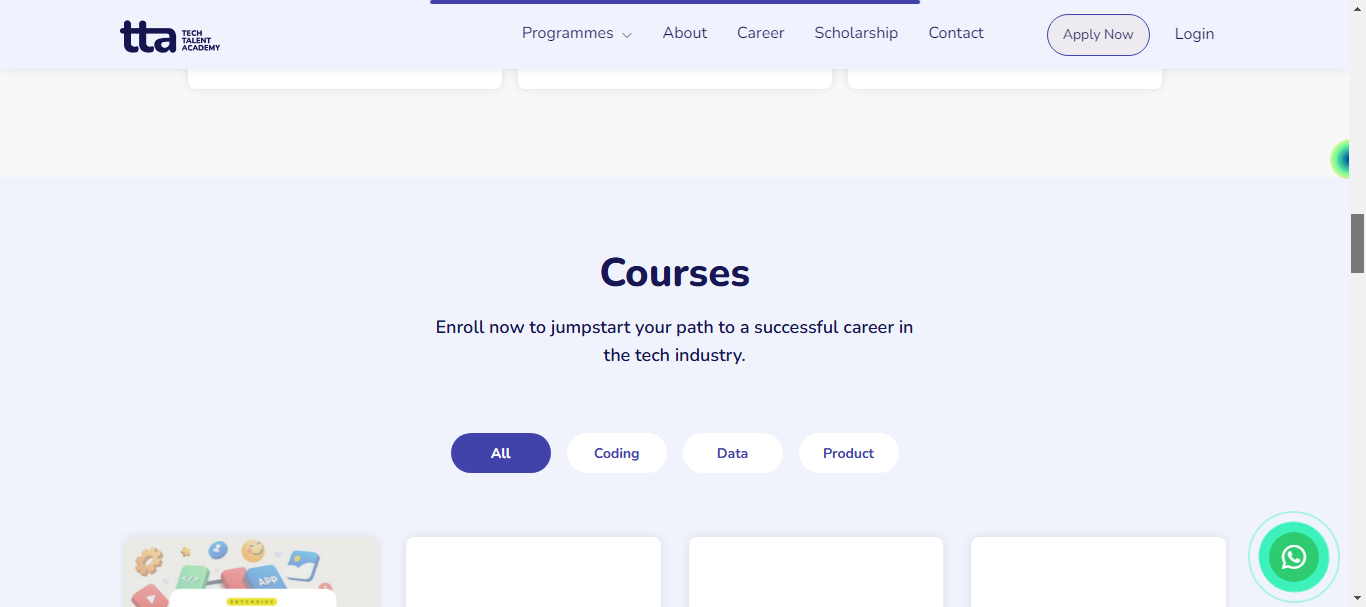 tta TECH
TALENT
ACADEMY
Programmes
About
Career
Scholarship
Contact
Apply Now
Login
Courses
Enroll now to jumpstart your path to a successful career in
the tech industry.
All
Coding
Data
Product
</>
APP
EXTENSIVE